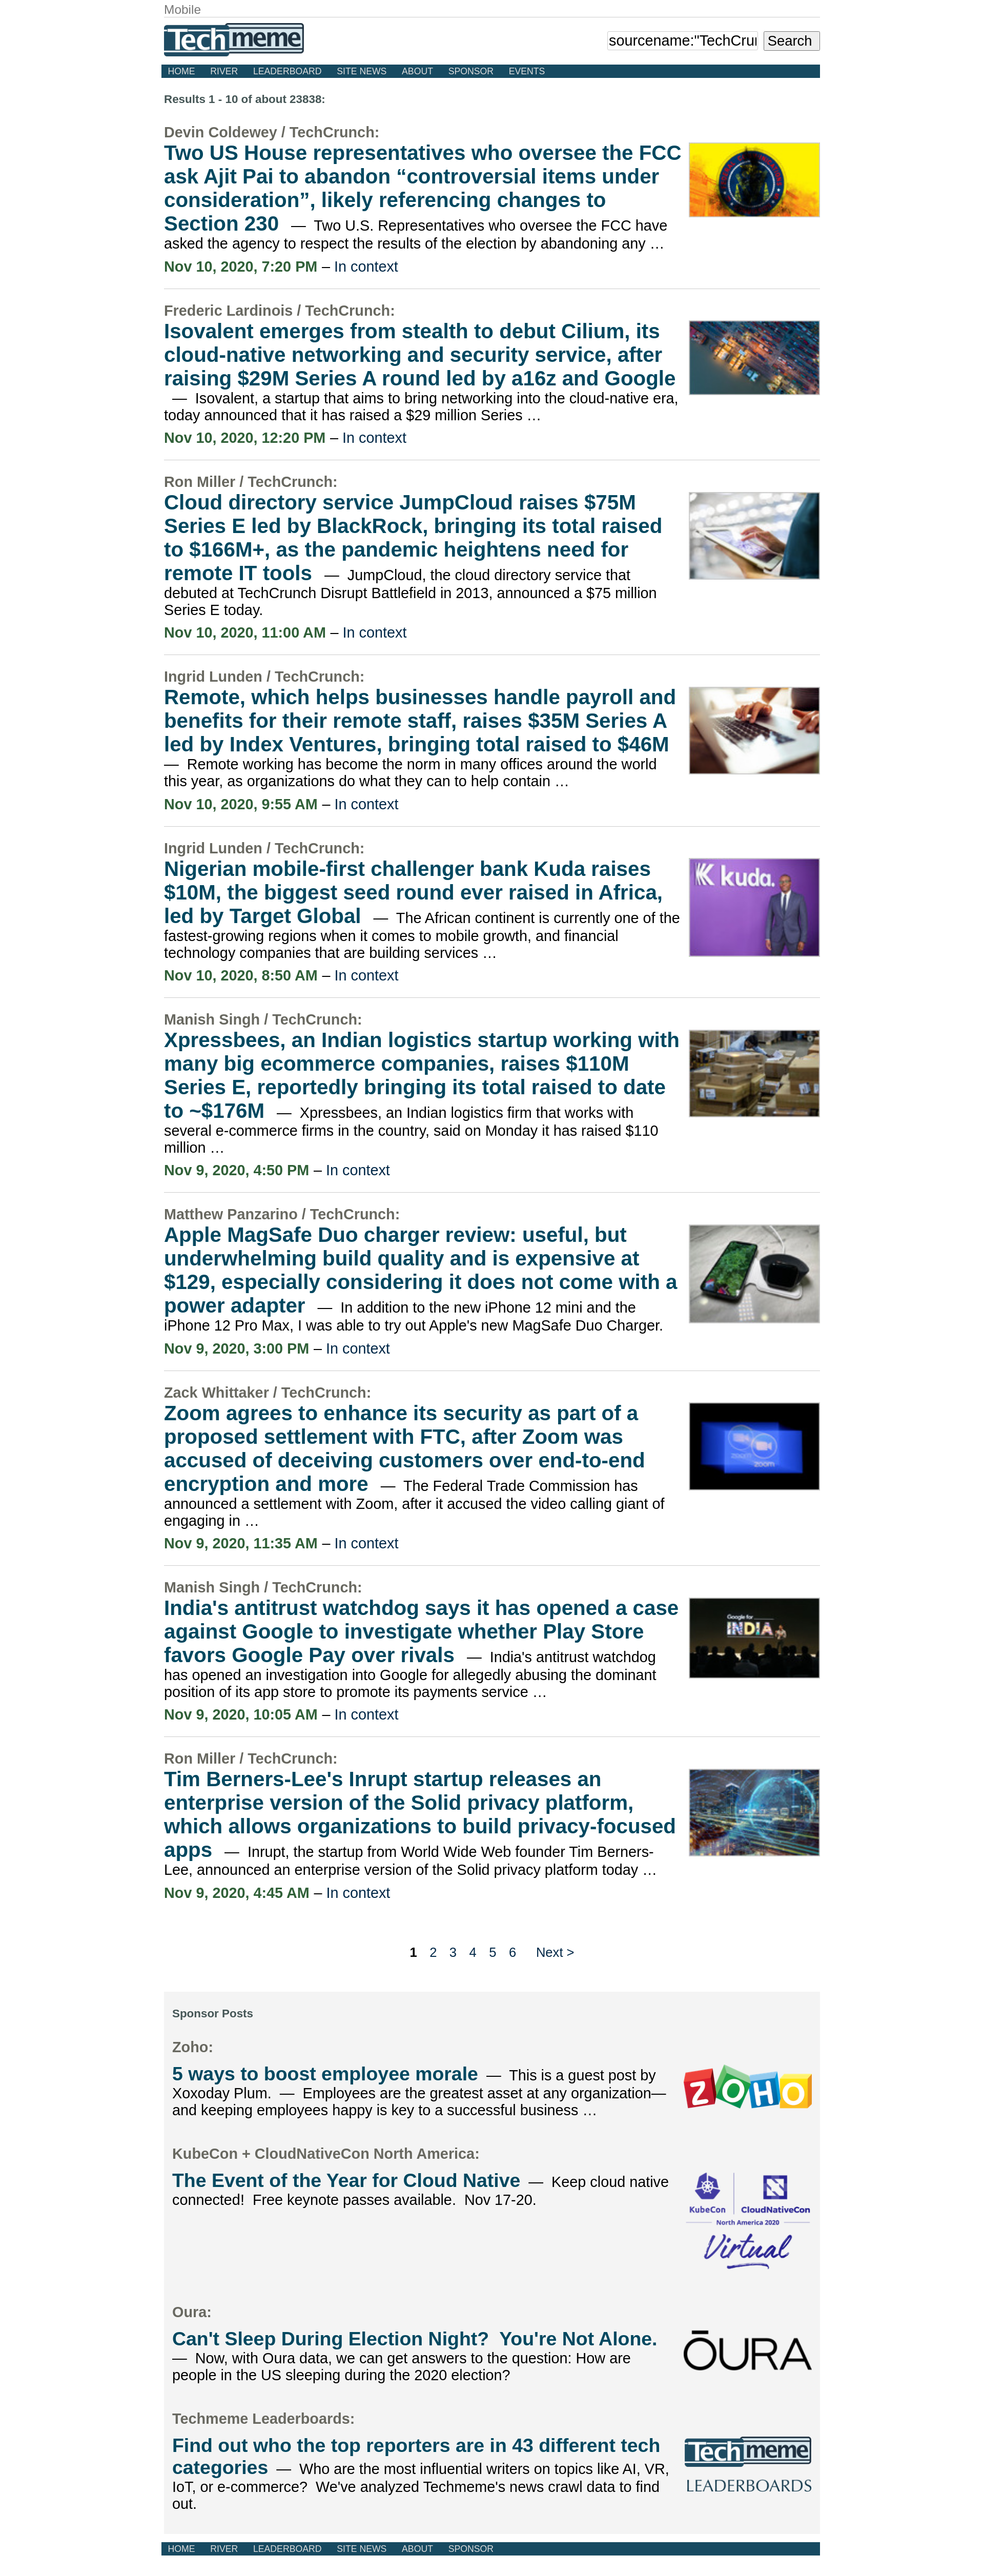 Mobile
Techmeme
sourcename:"TechCru
Search
HOME RIVER LEADERBOARD SITE NEWS ABOUT SPONSOR EVENTS
Results 1 - 10 of about 23838:
Devin Coldewey / TechCrunch:
Two US House representatives who oversee the FCC
ask Ajit Pai to abandon “controversial items under
consideration”, likely referencing changes to
Section 230 — Two U.S. Representatives who oversee the FCC have
asked the agency to respect the results of the election by abandoning any …
Nov 10, 2020, 7:20 PM – In context
Frederic Lardinois / TechCrunch:
Isovalent emerges from stealth to debut Cilium, its
cloud-native networking and security service, after
raising $29M Series A round led by a16z and Google
— Isovalent, a startup that aims to bring networking into the cloud-native era,
today announced that it has raised a $29 million Series …
Nov 10, 2020, 12:20 PM – In context
Ron Miller / TechCrunch:
Cloud directory service JumpCloud raises $75M
Series E led by BlackRock, bringing its total raised
to $166M+, as the pandemic heightens need for
remote IT tools — JumpCloud, the cloud directory service that
debuted at TechCrunch Disrupt Battlefield in 2013, announced a $75 million
Series E today.
Nov 10, 2020, 11:00 AM – In context
Ingrid Lunden / TechCrunch:
Remote, which helps businesses handle payroll and
benefits for their remote staff, raises $35M Series A
led by Index Ventures, bringing total raised to $46M
— Remote working has become the norm in many offices around the world
this year, as organizations do what they can to help contain …
Nov 10, 2020, 9:55 AM – In context
Ingrid Lunden / TechCrunch:
Nigerian mobile-first challenger bank Kuda raises
$10M, the biggest seed round ever raised in Africa,
led by Target Global — The African continent is currently one of the
fastest-growing regions when it comes to mobile growth, and financial
technology companies that are building services …
Nov 10, 2020, 8:50 AM – In context
kuda.
Manish Singh / TechCrunch:
Xpressbees, an Indian logistics startup working with
many big ecommerce companies, raises $110M
Series E, reportedly bringing its total raised to date
to ~$176M — Xpressbees, an Indian logistics firm that works with
several e-commerce firms in the country, said on Monday it has raised $110
million …
Nov 9, 2020, 4:50 PM – In context
Matthew Panzarino / TechCrunch:
Apple MagSafe Duo charger review: useful, but
underwhelming build quality and is expensive at
$129, especially considering it does not come with a
power adapter — In addition to the new iPhone 12 mini and the
iPhone 12 Pro Max, I was able to try out Apple's new MagSafe Duo Charger.
Nov 9, 2020, 3:00 PM – In context
Zack Whittaker / TechCrunch:
Zoom agrees to enhance its security as part of a
proposed settlement with FTC, after Zoom was
accused of deceiving customers over end-to-end
encryption and more — The Federal Trade Commission has
announced a settlement with Zoom, after it accused the video calling giant of
engaging in …
Nov 9, 2020, 11:35 AM – In context
zoom
Manish Singh / TechCrunch:
India's antitrust watchdog says it has opened a case
against Google to investigate whether Play Store
favors Google Pay over rivals — India's antitrust watchdog
has opened an investigation into Google for allegedly abusing the dominant
position of its app store to promote its payments service …
Nov 9, 2020, 10:05 AM – In context
Google for
INDIA
Ron Miller / TechCrunch:
Tim Berners-Lee's Inrupt startup releases an
enterprise version of the Solid privacy platform,
which allows organizations to build privacy-focused
apps — Inrupt, the startup from World Wide Web founder Tim Berners-
Lee, announced an enterprise version of the Solid privacy platform today …
Nov 9, 2020, 4:45 AM – In context
1 2 3 4 5 6 Next >
Sponsor Posts
Zoho:
5 ways to boost employee morale — This is a guest post by
Xoxoday Plum. — Employees are the greatest asset at any organization—
and keeping employees happy is key to a successful business …
ZOHO
KubeCon + CloudNativeCon North America:
The Event of the Year for Cloud Native — Keep cloud native
connected! Free keynote passes available. Nov 17-20.
KubeCon CloudNativeCon
North America 2020
Virtual
Oura:
Can't Sleep During Election Night? You're Not Alone.
— Now, with Oura data, we can get answers to the question: How are
people in the US sleeping during the 2020 election?
ŌURA
Techmeme Leaderboards:
Find out who the top reporters are in 43 different tech
categories — Who are the most influential writers on topics like AI, VR,
IoT, or e-commerce? We've analyzed Techmeme's news crawl data to find
out.
Techmeme
LEADERBOARDS
HOME RIVER LEADERBOARD SITE NEWS ABOUT SPONSOR